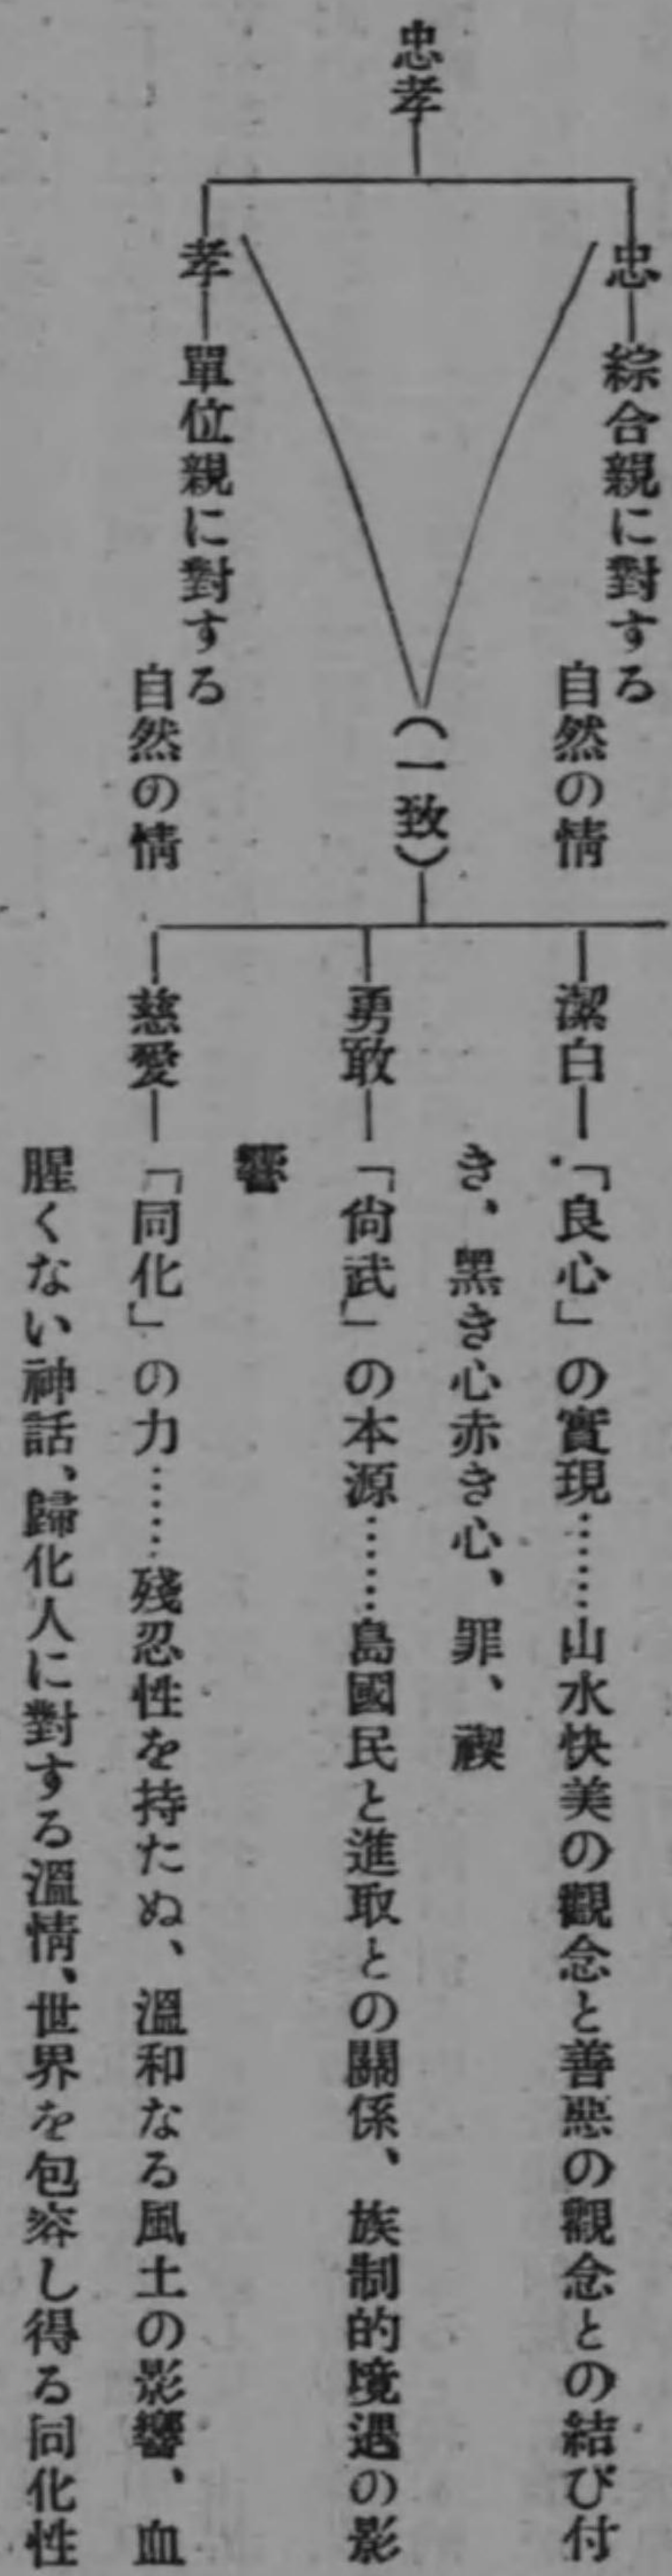 忠孝
忠
綜合親に對する
自然の情
孝
單位親に對する
自然の情
(一致)
潔白
「良心」の實現……山水快美の觀念と善惡の觀念との結び付
き、黑き心赤き心、罪、禊
勇敢
「尙武」の本源……島國民と進取との關係、族制的境遇の影
響
慈愛
「同化」の力……殘忍性を持たぬ、溫和なる風土の影響、血
腥くない神話、歸化人に對する溫情、世界を包容し得る同化性